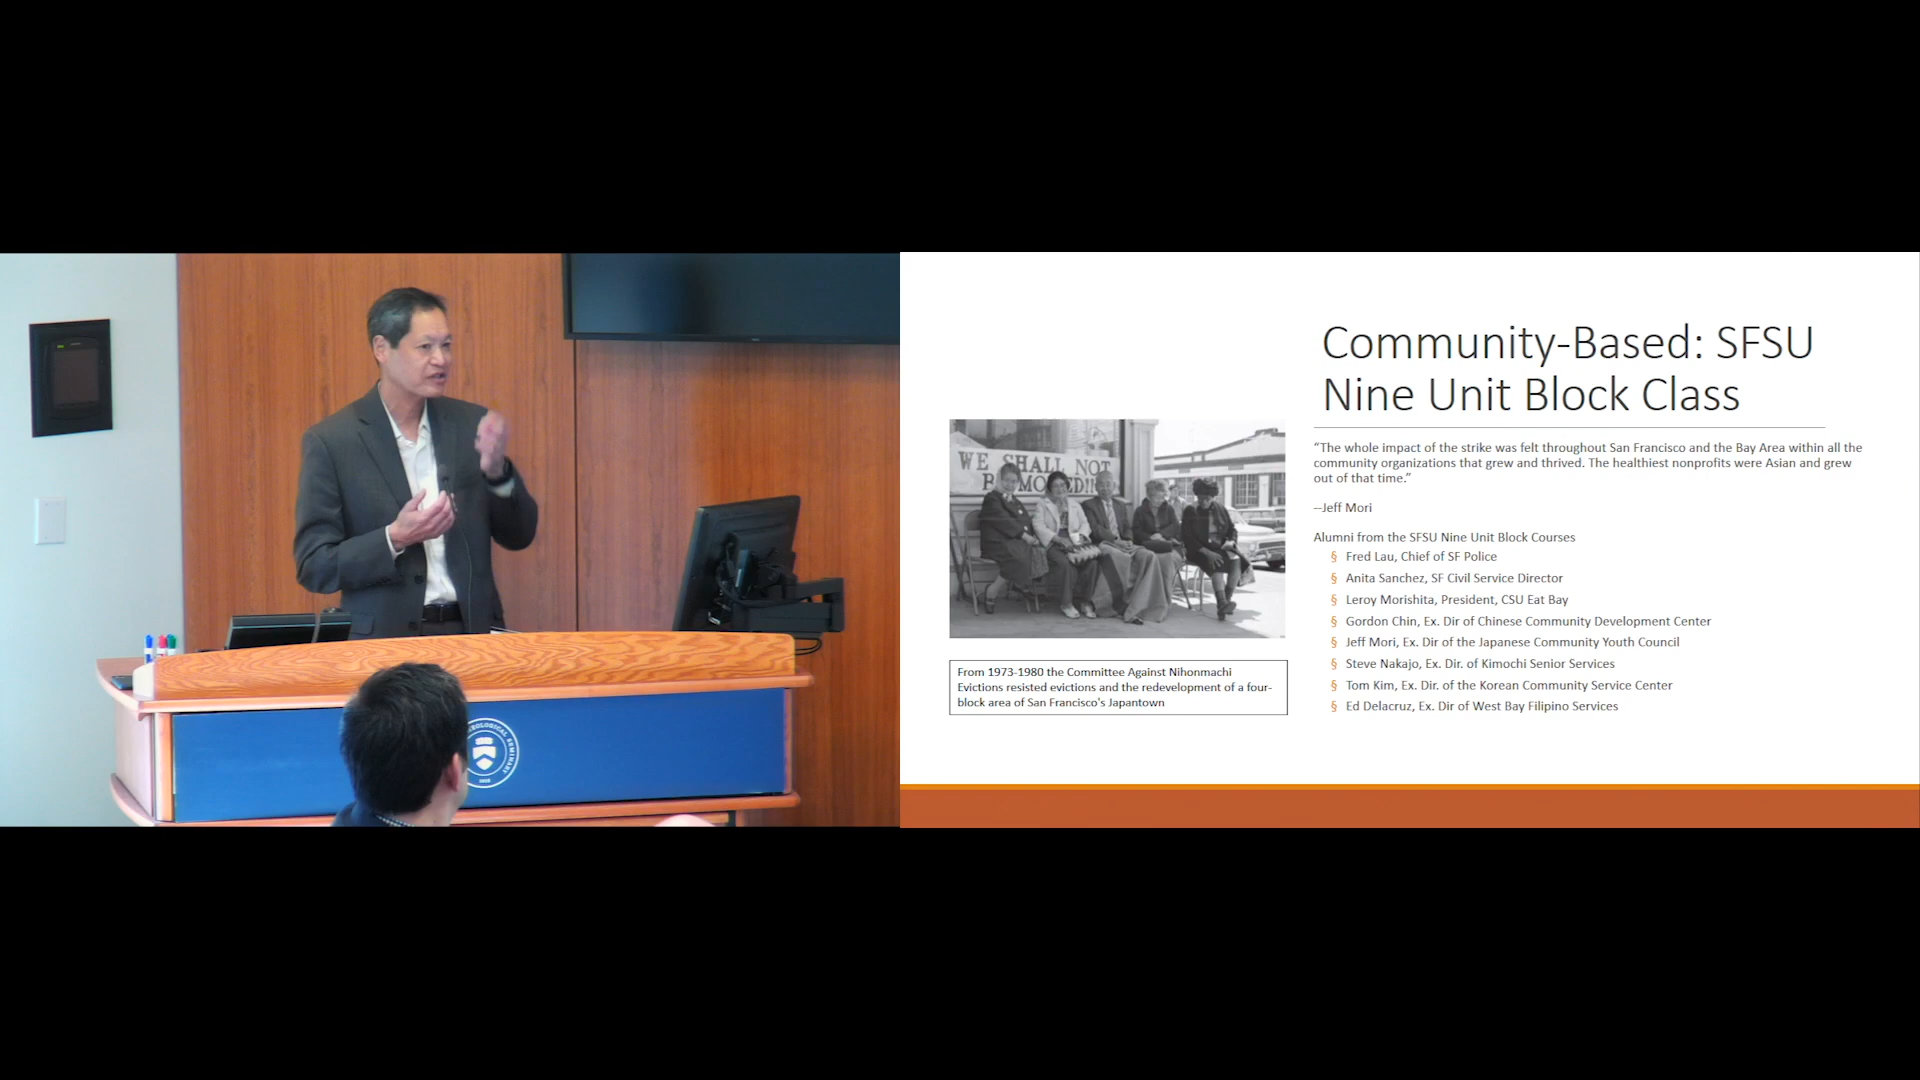 Community-Based: SFSU
Nine Unit Block Class
WE SHALL NOT
“The whole impact of the strike was felt throughout San Francisco and the Bay Area within all the
community organizations that grew and thrived. The healthiest nonprofits were Asian and grew
out of that time.”
--Jeff Mori
Alumni from the SFSU Nine Unit Block Courses
§ Fred Lau, Chief of SF Police
§ Anita Sanchez, SF Civil Service Director
§ Leroy Morishita, President, CSU Eat Bay
§ Gordon Chin, Ex. Dir of Chinese Community Development Center
§ Jeff Mori, Ex. Dir of the Japanese Community Youth Council
§ Steve Nakajo, Ex. Dir. of Kimochi Senior Services
§ Tom Kim, Ex. Dir. of the Korean Community Service Center
§ Ed Delacruz, Ex. Dir of West Bay Filipino Services
From 1973-1980 the Committee Against Nihonmachi
Evictions resisted evictions and the redevelopment of a four-
block area of San Francisco's Japantown
SEMINARY